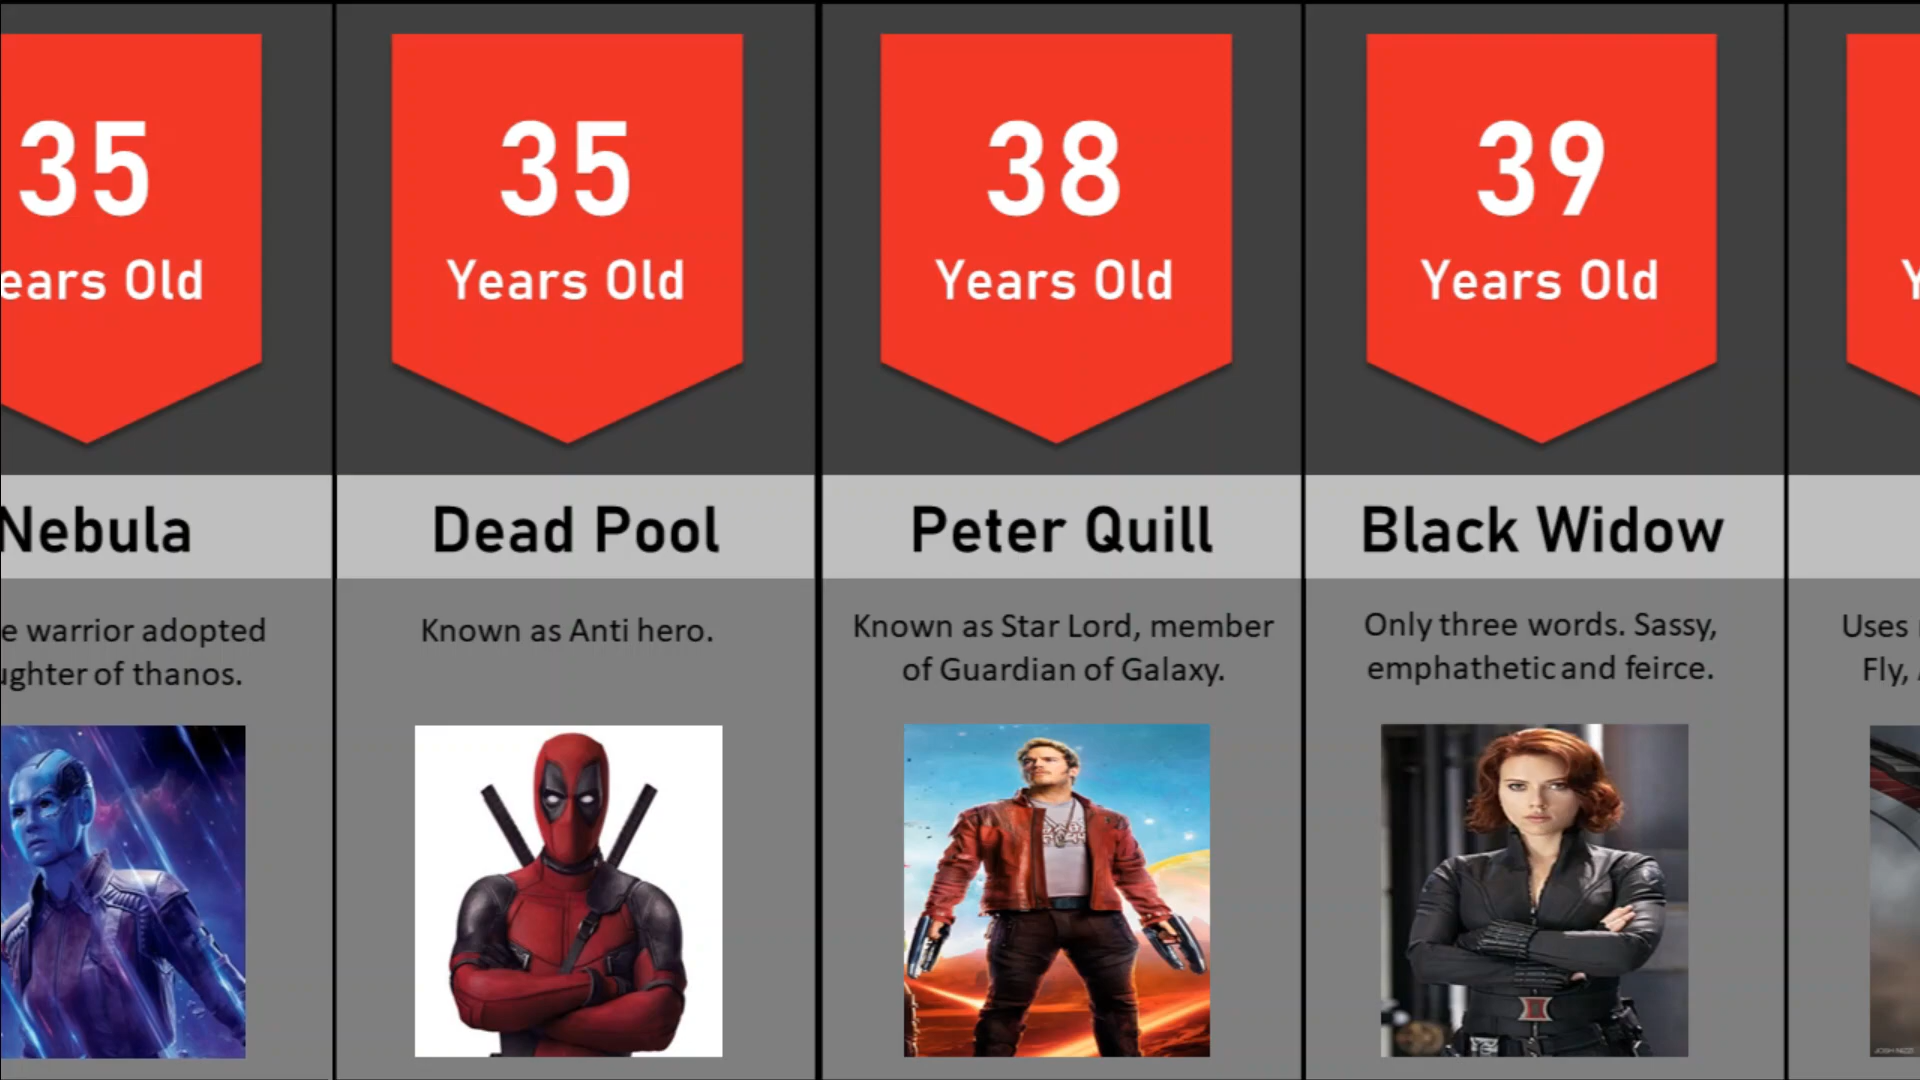 35
ears Old
Nebula
e warrior adopted
ughter of thanos.
35
Years Old
Dead Pool
Known as Anti hero.
38
Years Old
Peter Quill
Known as Star Lord, member
of Guardian of Galaxy.
39
Years Old
Black Widow
Only three words. Sassy,
emphathetic and feirce.
Y
Uses
Fly,